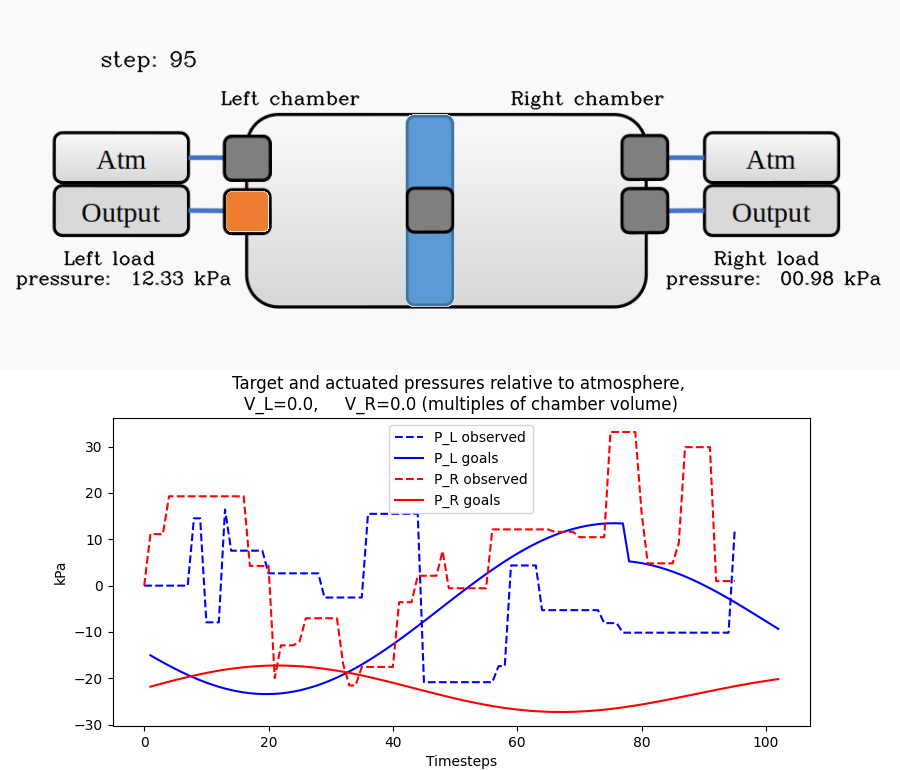 step: 95
Left chamber
Right chamber
Atm
Atm
Output
Output
Left load
pressure: 12.33 kPa
Right load
pressure: 00.98 kPa
Target and actuated pressures relative to atmosphere,
V_L=0.0, V_R=0.0 (multiples of chamber volume)
P_L observed
P_L goals
P_R observed
P_R goals
kPa
30
20
10
0
−10
−20
−30
0
20
40
60
80
100
Timesteps